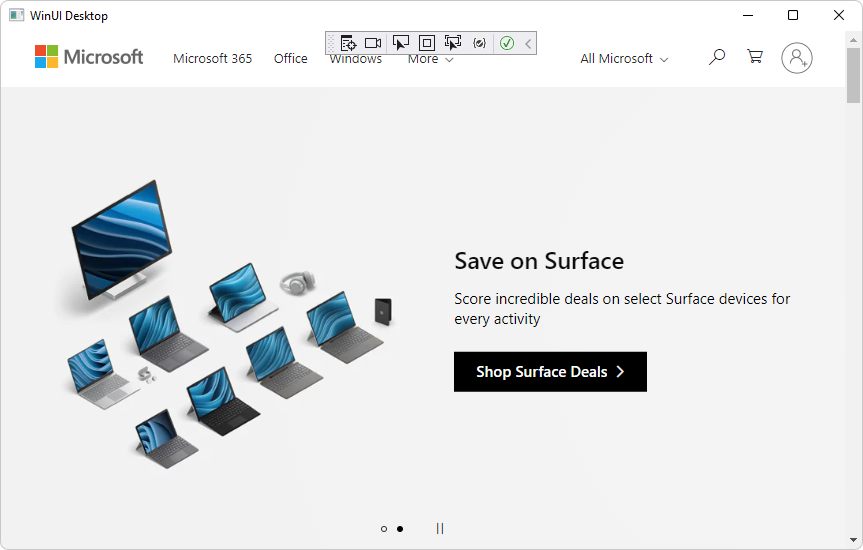 WinUI Desktop
Microsoft
Microsoft 365
Office
Windows
More
All Microsoft
Save on Surface
Score incredible deals on select Surface devices for
every activity
Shop Surface Deals